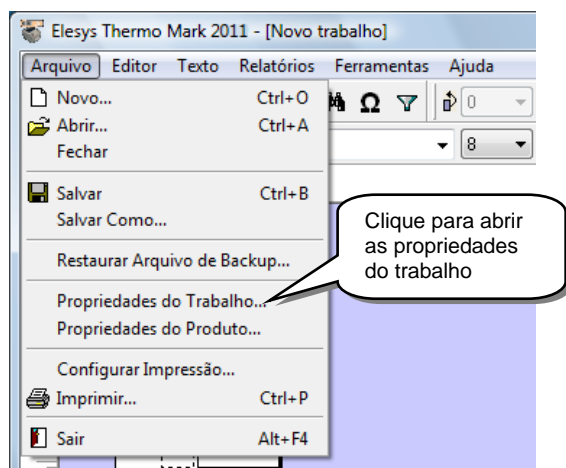 Elesys Thermo Mark 2011 - [Novo trabalho]
Arquivo Editor Texto Relatórios Ferramentas Ajuda
Novo... Ctrl+O
Ω 0
Abrir... Ctrl+A
8
Fechar
Salvar Ctrl+B
Salvar Como...
Restaurar Arquivo de Backup...
Propriedades do Trabalho...
Propriedades do Produto...
Configurar Impressão...
Imprimir... Ctrl+P
Sair Alt+F4
Clique para abrir
as propriedades
do trabalho